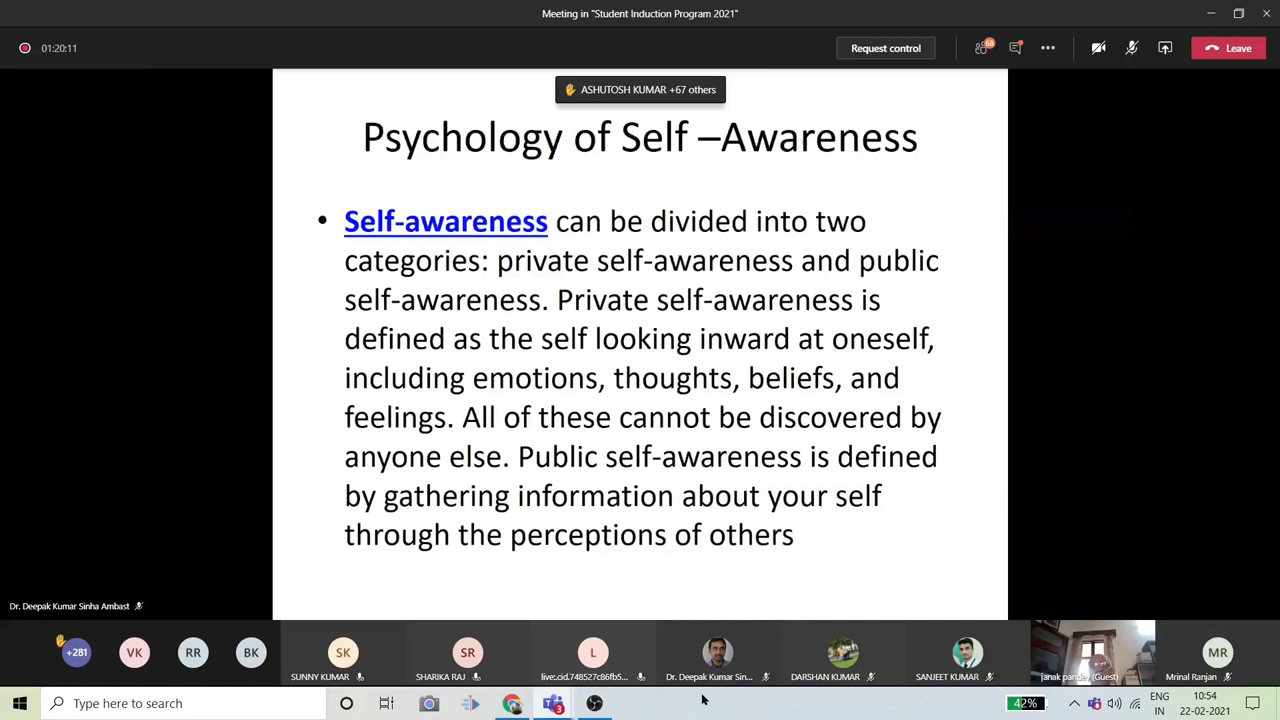 Meeting in "Student Induction Program 2021"
01:20:11
Request control
68
Leave
ASHUTOSH KUMAR +67 others
Psychology of Self –Awareness
• Self-awareness can be divided into two
categories: private self-awareness and public
self-awareness. Private self-awareness is
defined as the self looking inward at oneself,
including emotions, thoughts, beliefs, and
feelings. All of these cannot be discovered by
anyone else. Public self-awareness is defined
by gathering information about your self
through the perceptions of others
Dr. Deepak Kumar Sinha Ambast
+281
VK
RR
BK
SK
SUNNY KUMAR
SR
SHARIKA RAJ
L
live:.cid.748527c86fb5...
Dr. Deepak Kumar Sin...
DARSHAN KUMAR
SANJEET KUMAR
janak pandey (Guest)
MR
Mrinal Ranjan
Type here to search
3
42%
ENG
IN
10:54
22-02-2021